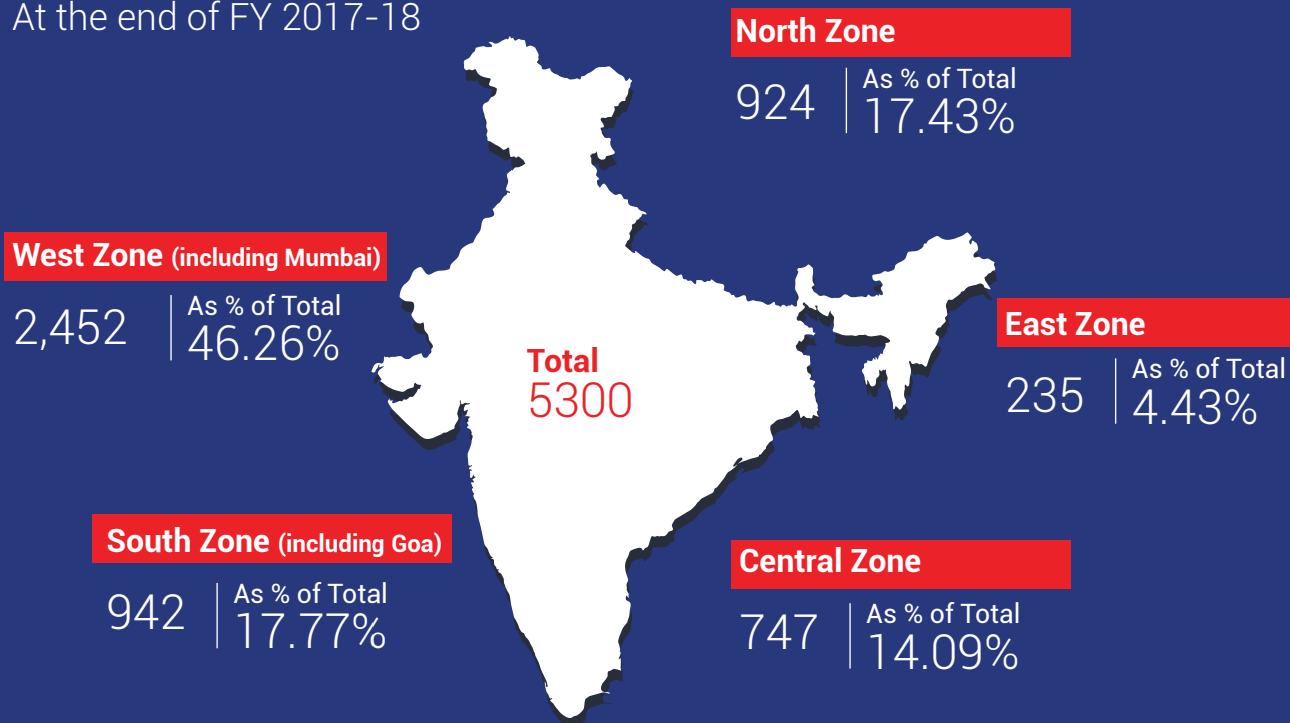 At the end of FY 2017-18
North Zone
924
As % of Total
17.43%
West Zone (including Mumbai)
2,452
As % of Total
46.26%
Total
5300
East Zone
235
As % of Total
4.43%
South Zone (including Goa)
942
As % of Total
17.77%
Central Zone
747
As % of Total
14.09%